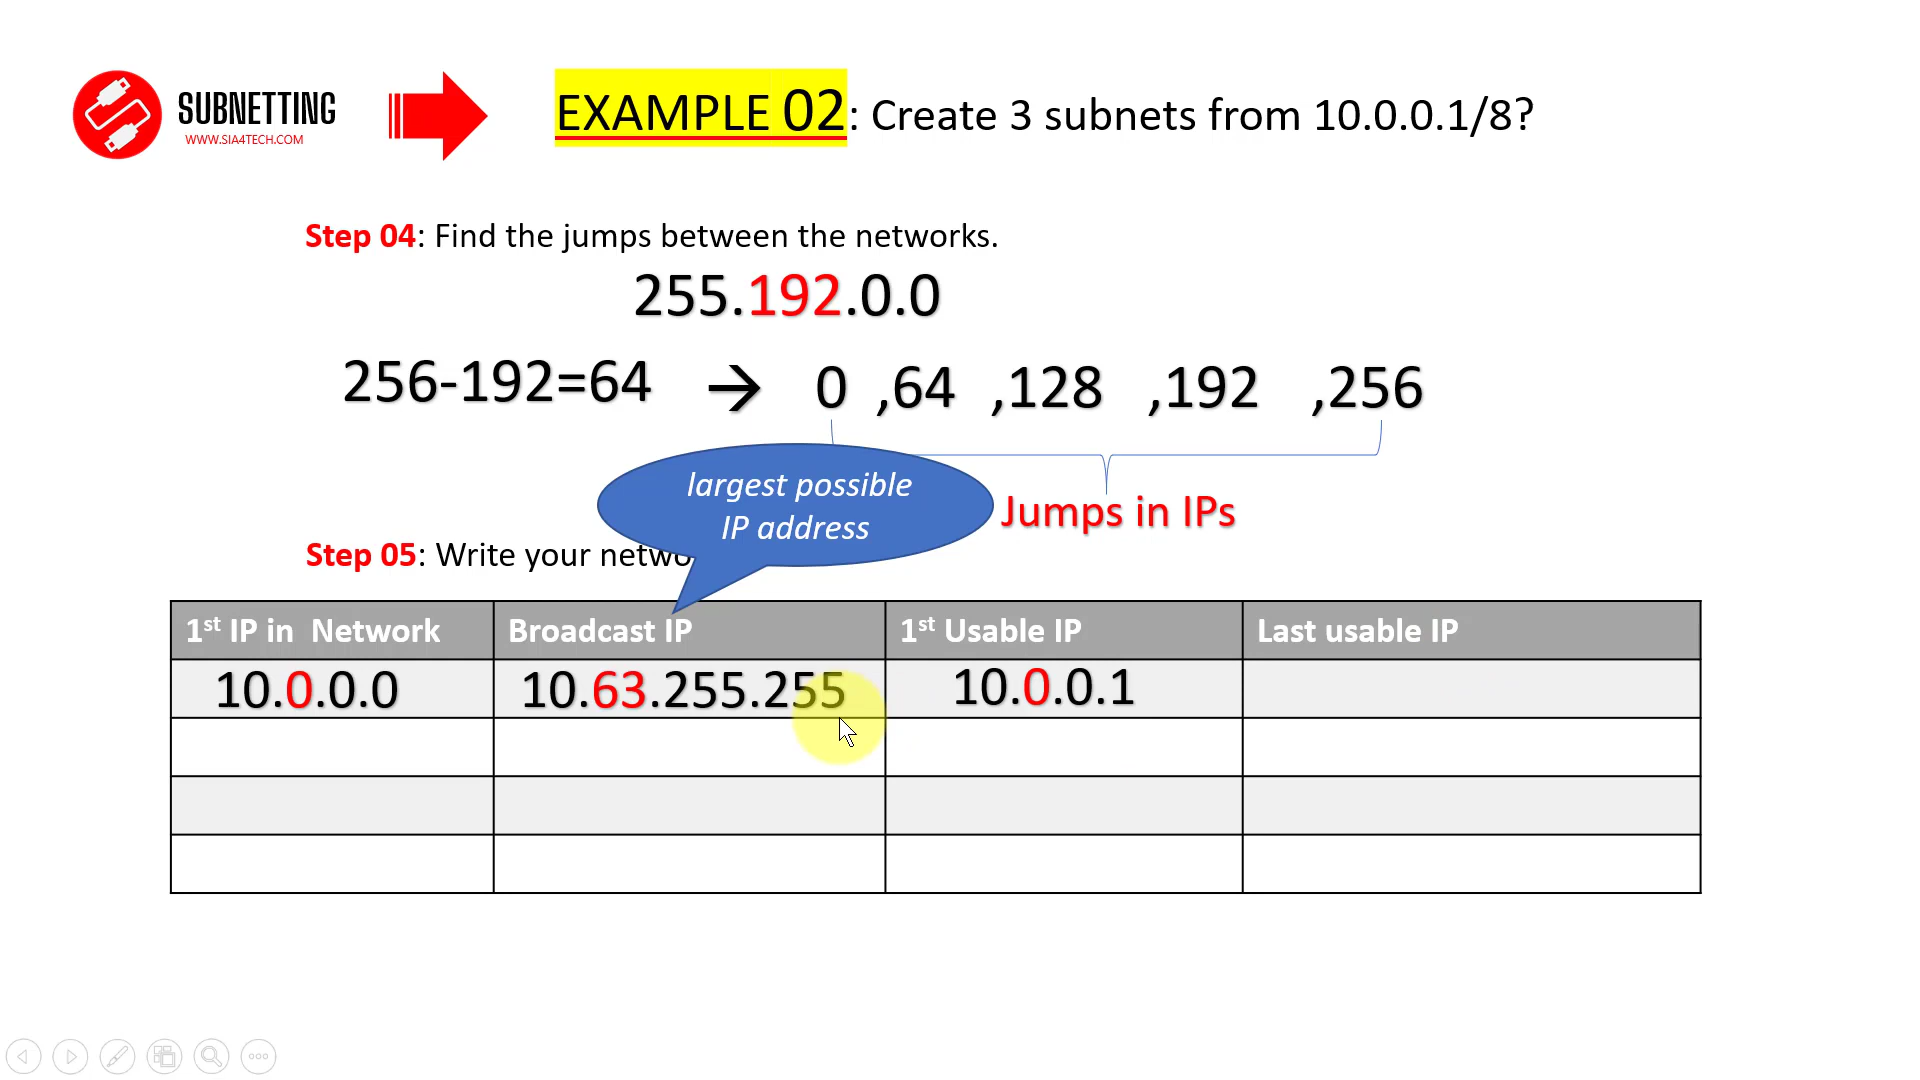 SUBNETTING
WWW.SIA4TECH.COM
EXAMPLE 02: Create 3 subnets from 10.0.0.1/8?
Step 04: Find the jumps between the networks.
255.192.0.0
256-192=64 → 0 ,64 ,128 ,192 ,256
largest possible
IP address
Jumps in IPs
Step 05: Write your netwo
1st IP in Network Broadcast IP 1st Usable IP Last usable IP
10.0.0.0 10.63.255.255 10.0.0.1